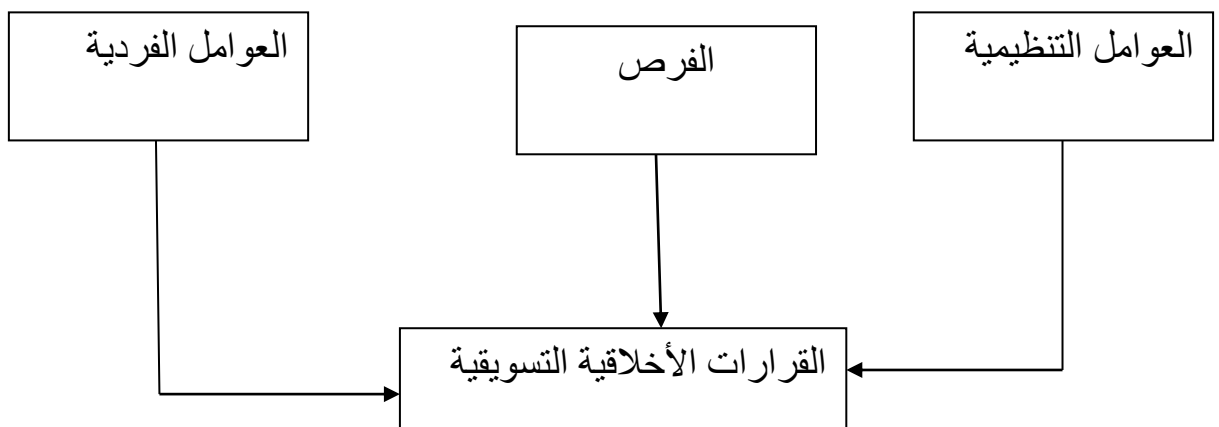 العوامل التنظيمية
الفرص
العوامل الفردية
القرارات الأخلاقية التسويقية